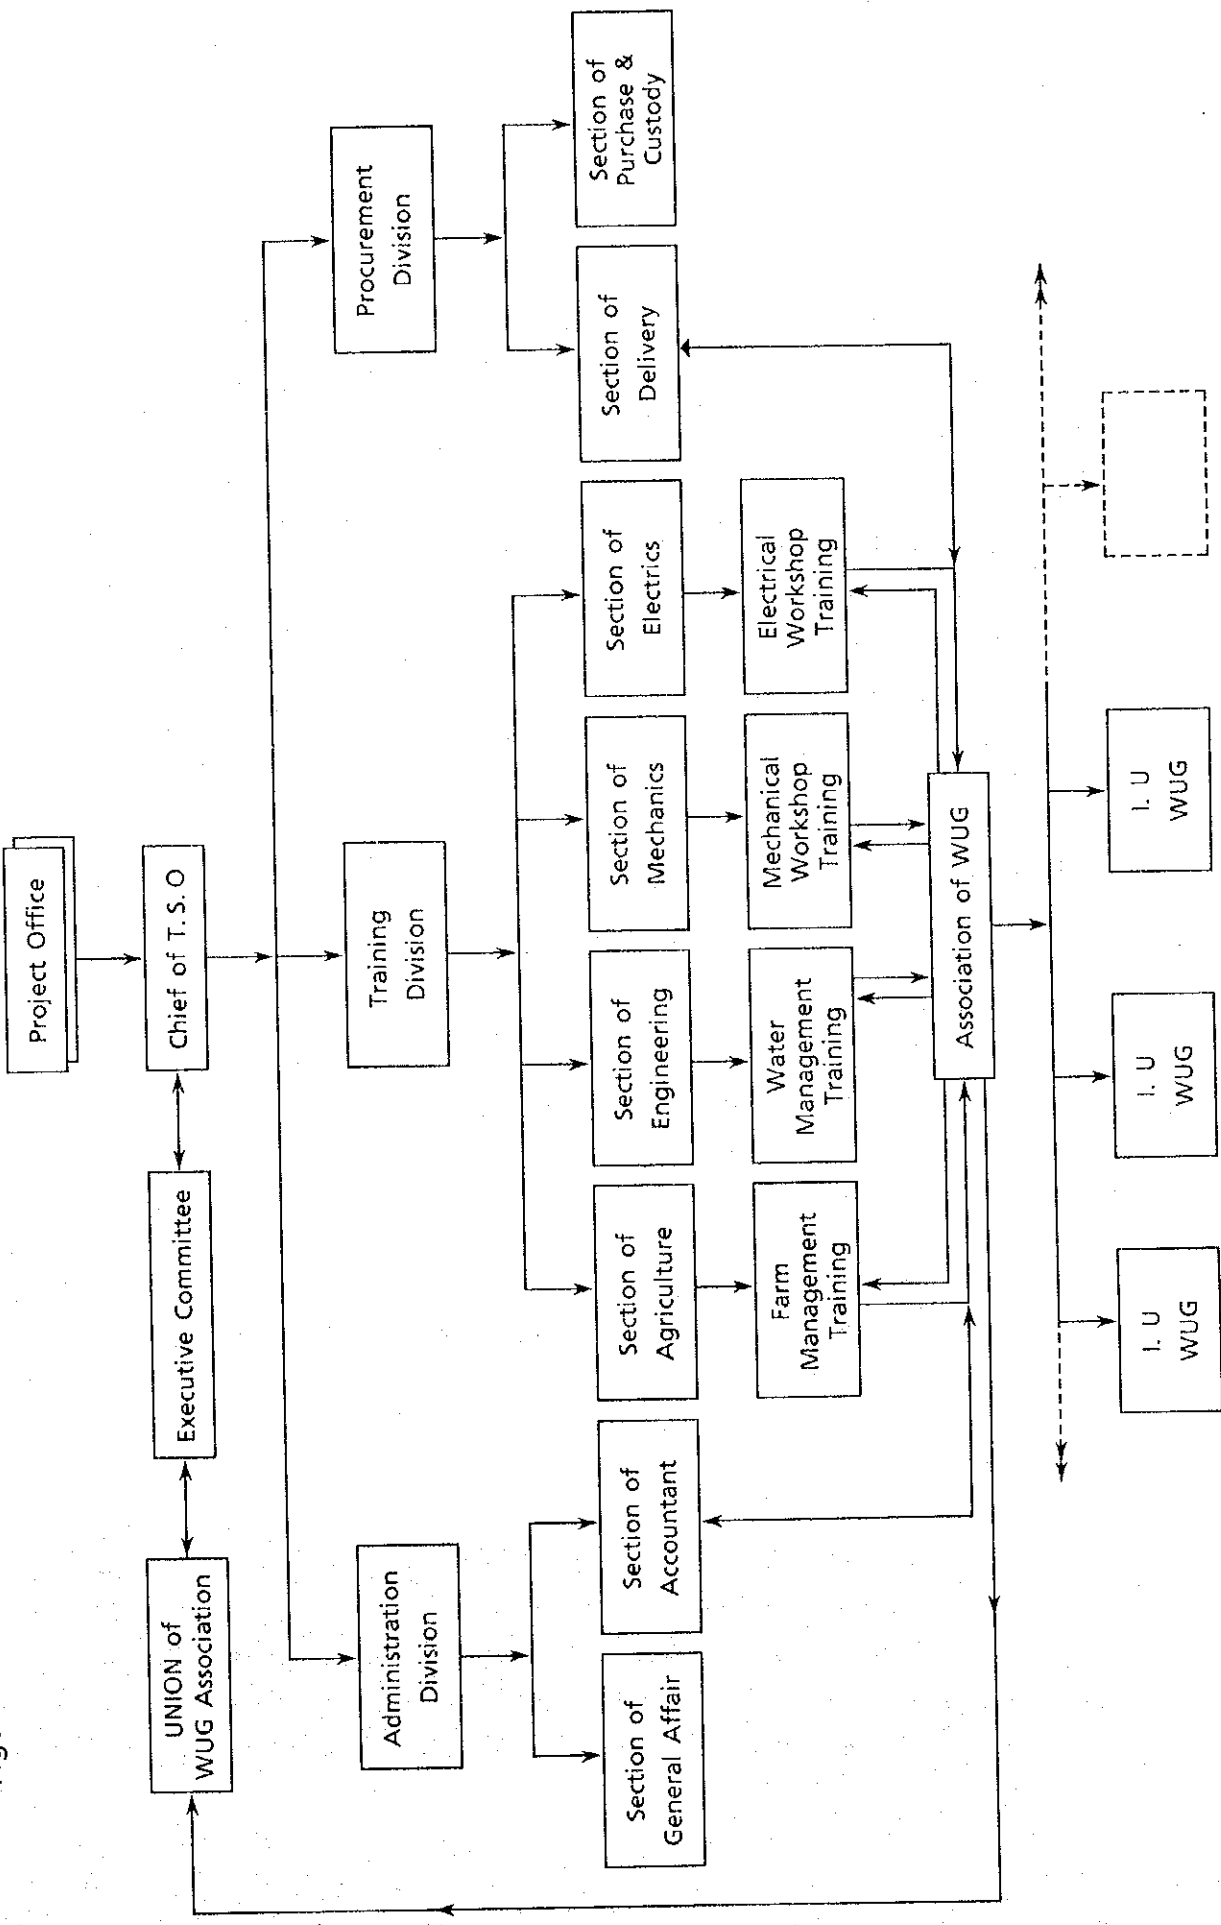 Project Office
Chief of T. S. O
Executive Committee
UNION of
WUG Association
Administration
Division
Training
Division
Procurement
Division
Section of
General Affair
Section of
Accountant
Section of
Agriculture
Section of
Engineering
Section of
Mechanics
Section of
Electrics
Section of
Delivery
Section of
Purchase &
Custody
Farm
Management
Training
Water
Management
Training
Mechanical
Workshop
Training
Electrical
Workshop
Training
Association of WUG
I. U
WUG
I. U
WUG
I. U
WUG